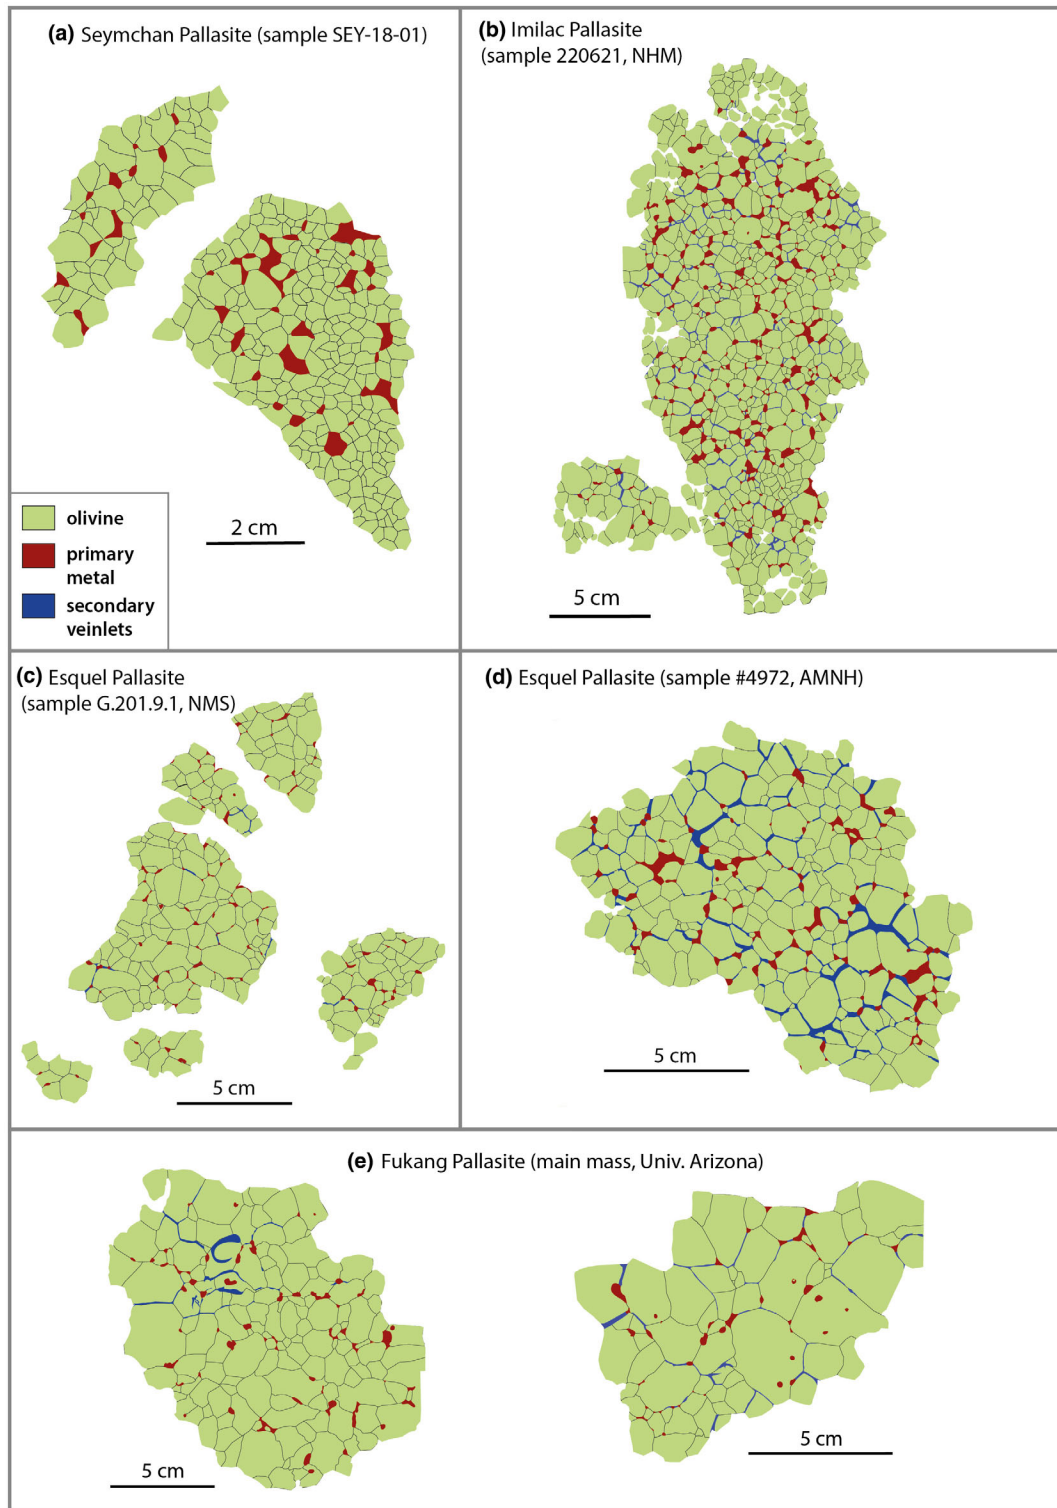 (a) Seymchan Pallasite (sample SEY-18-01)
(b) Imilac Pallasite
(sample 220621, NHM)
olivine
primary
metal
secondary
veinlets
2 cm
5 cm
(c) Esquel Pallasite
(sample G.201.9.1, NMS)
5 cm
(d) Esquel Pallasite (sample #4972, AMNH)
5 cm
(e) Fukang Pallasite (main mass, Univ. Arizona)
5 cm
5 cm